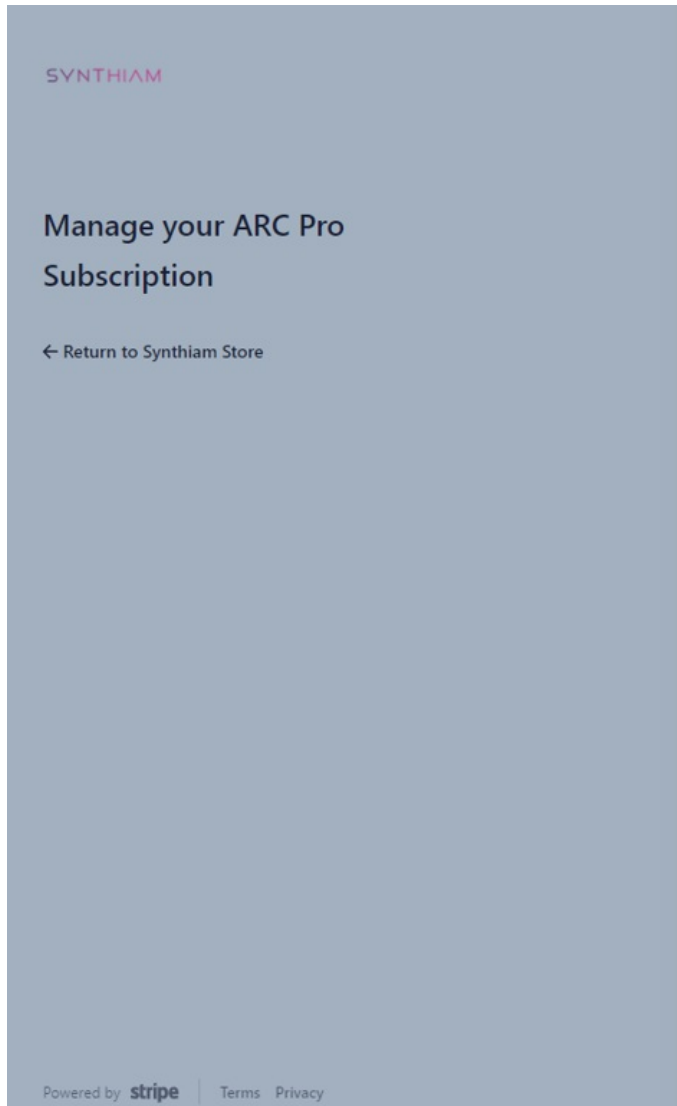 SYNTHIAM
Manage your ARC Pro
Subscription
← Return to Synthiam Store
Powered by stripe | Terms Privacy